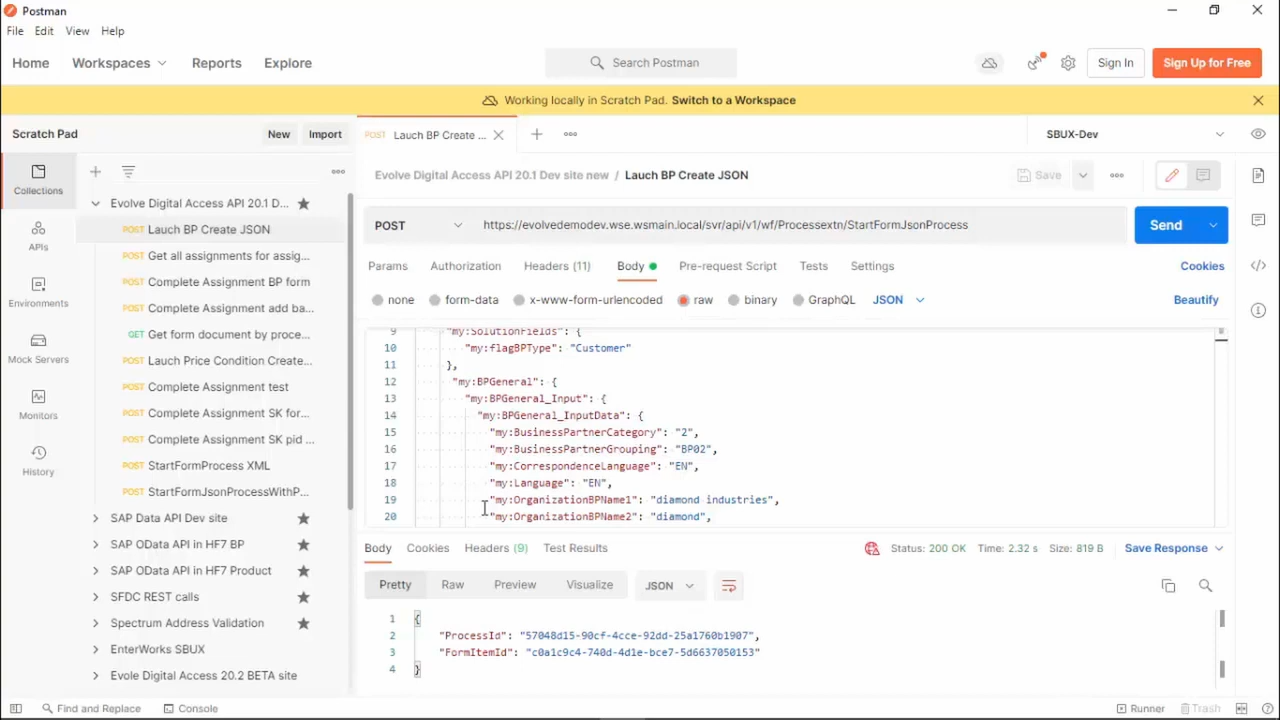 Postman
File Edit View Help
Home Workspaces Reports Explore Search Postman Sign In Sign Up for Free
Working locally in Scratch Pad. Switch to a Workspace
Scratch Pad New Import POST Lauch BP Create ... SBUX-Dev
Evolve Digital Access API 20.1 Dev site new / Lauch BP Create JSON Save
Collections
APIs
Environments
Mock Servers
Monitors
History
Evolve Digital Access API 20.1 D...
POST Lauch BP Create JSON
POST Get all assignments for assig...
POST Complete Assignment BP form
POST Complete Assignment add ba...
GET Get form document by proce...
POST Lauch Price Condition Create...
POST Complete Assignment test
POST Complete Assignment SK for...
POST Complete Assignment SK pid ...
POST StartFormProcess XML
POST StartFormJsonProcessWithP...
SAP Data API Dev site
SAP OData API in HF7 BP
SAP OData API in HF7 Product
SFDC REST calls
Spectrum Address Validation
EnterWorks SBUX
Evole Digital Access 20.2 BETA site
POST https://evolvedemodev.wse.wsmain.local/svr/api/v1/wf/Processextn/StartFormJsonProcess Send
Params Authorization Headers (11) Body Pre-request Script Tests Settings Cookies
none form-data x-www-form-urlencoded raw binary GraphQL JSON Beautify
9 "my:SolutionFields": {
10 "my:flagBPType": "Customer"
11 },
12 "my:BPGeneral": {
13 "my:BPGeneral_Input": {
14 "my:BPGeneral_InputData": {
15 "my:BusinessPartnerCategory": "2",
16 "my:BusinessPartnerGrouping": "BP02",
17 "my:CorrespondenceLanguage": "EN",
18 "my:Language": "EN",
19 "my:OrganizationBPName1": "diamond industries",
20 "my:OrganizationBPName2": "diamond",
Body Cookies Headers (9) Test Results Status: 200 OK Time: 2.32 s Size: 819 B Save Response
Pretty Raw Preview Visualize JSON
1 {
2 "ProcessId": "57048d15-90cf-4cce-92dd-25a1760b1907",
3 "FormItemId": "c0a1c9c4-740d-4d1e-bce7-5d6637050153"
4 }
Find and Replace Console Runner Trash